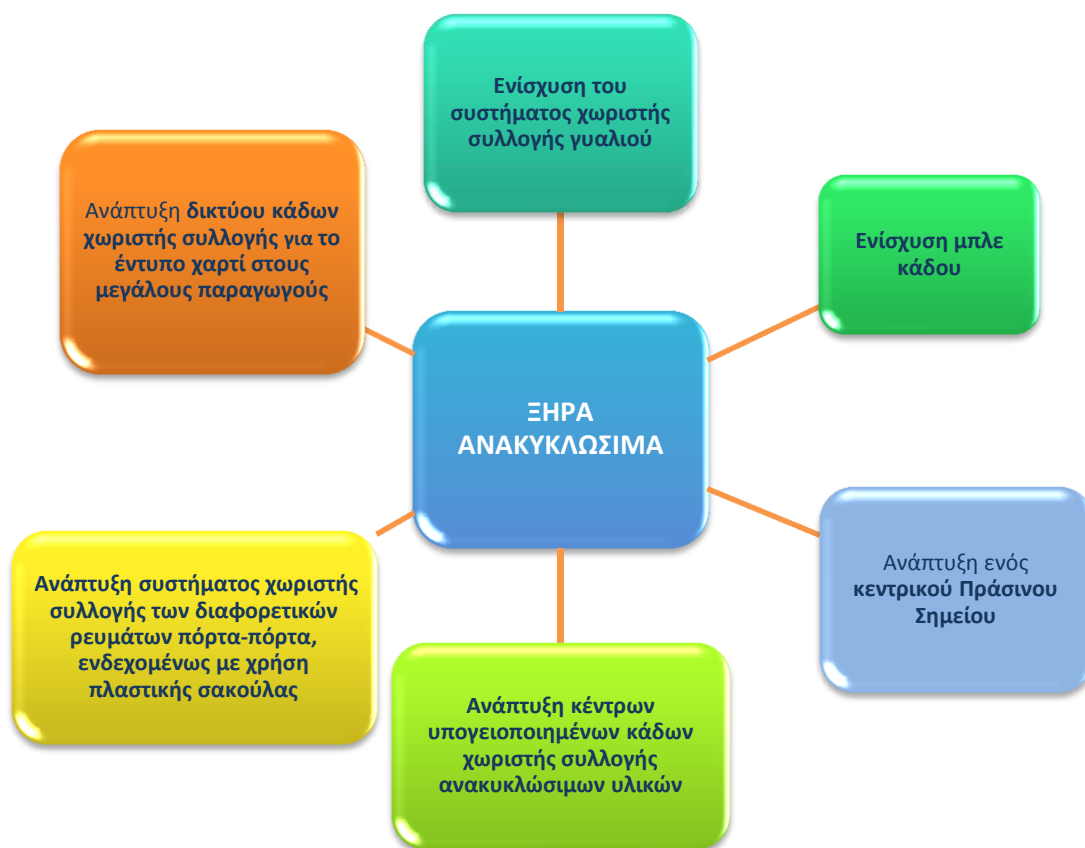 Ενίσχυση του
συστήματος χωριστής
συλλογής γυαλιού
Ανάπτυξη δικτύου κάδων
χωριστής συλλογής για το
έντυπο χαρτί στους
μεγάλους παραγωγούς
Ενίσχυση μπλε
κάδου
ΞΗΡΑ
ΑΝΑΚΥΚΛΩΣΙΜΑ
Ανάπτυξη συστήματος χωριστής
συλλογής των διαφορετικών
ρευμάτων πόρτα-πόρτα,
ενδεχομένως με χρήση
πλαστικής σακούλας
Ανάπτυξη ενός
κεντρικού Πράσινου
Σημείου
Ανάπτυξη κέντρων
υπογειοποιημένων κάδων
χωριστής συλλογής
ανακυκλώσιμων υλικών